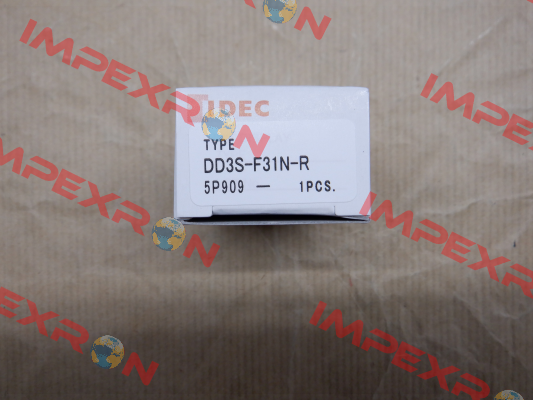 IDEC
TYPE
DD3S-F31N-R
5P909 — 1PCS.
IMPEXRON
IMPEXRON
IMPEXRON
IMPEXRON
IMPEXRON
IMPEXRON